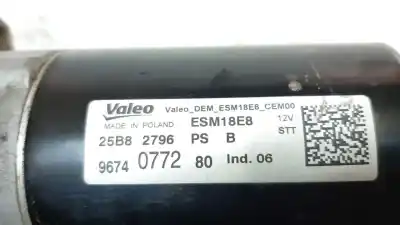 Valeo Valeo_DEM_ESM18E8_CEM00
MADE IN POLAND ESM18E8 12V
25B8 2796 PS B STT
9674 0772 80 Ind. 06